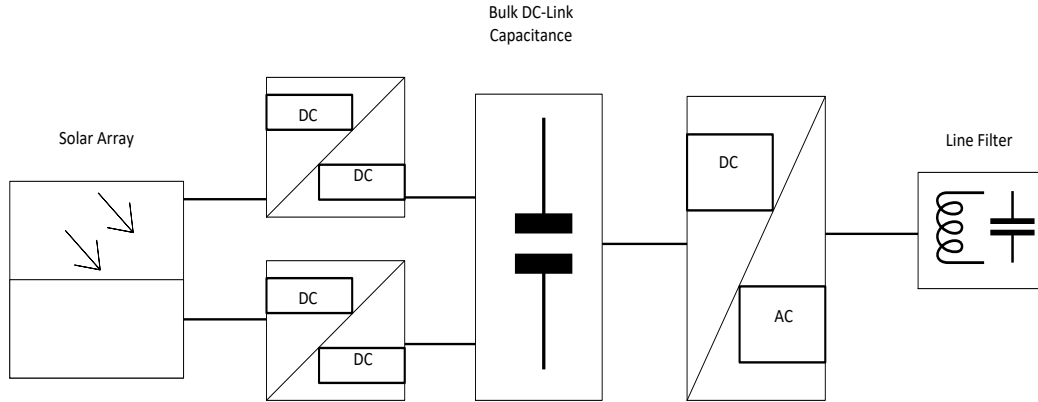 Bulk DC-Link
Capacitance
Solar Array
Line Filter
DC
DC
DC
DC
DC
AC